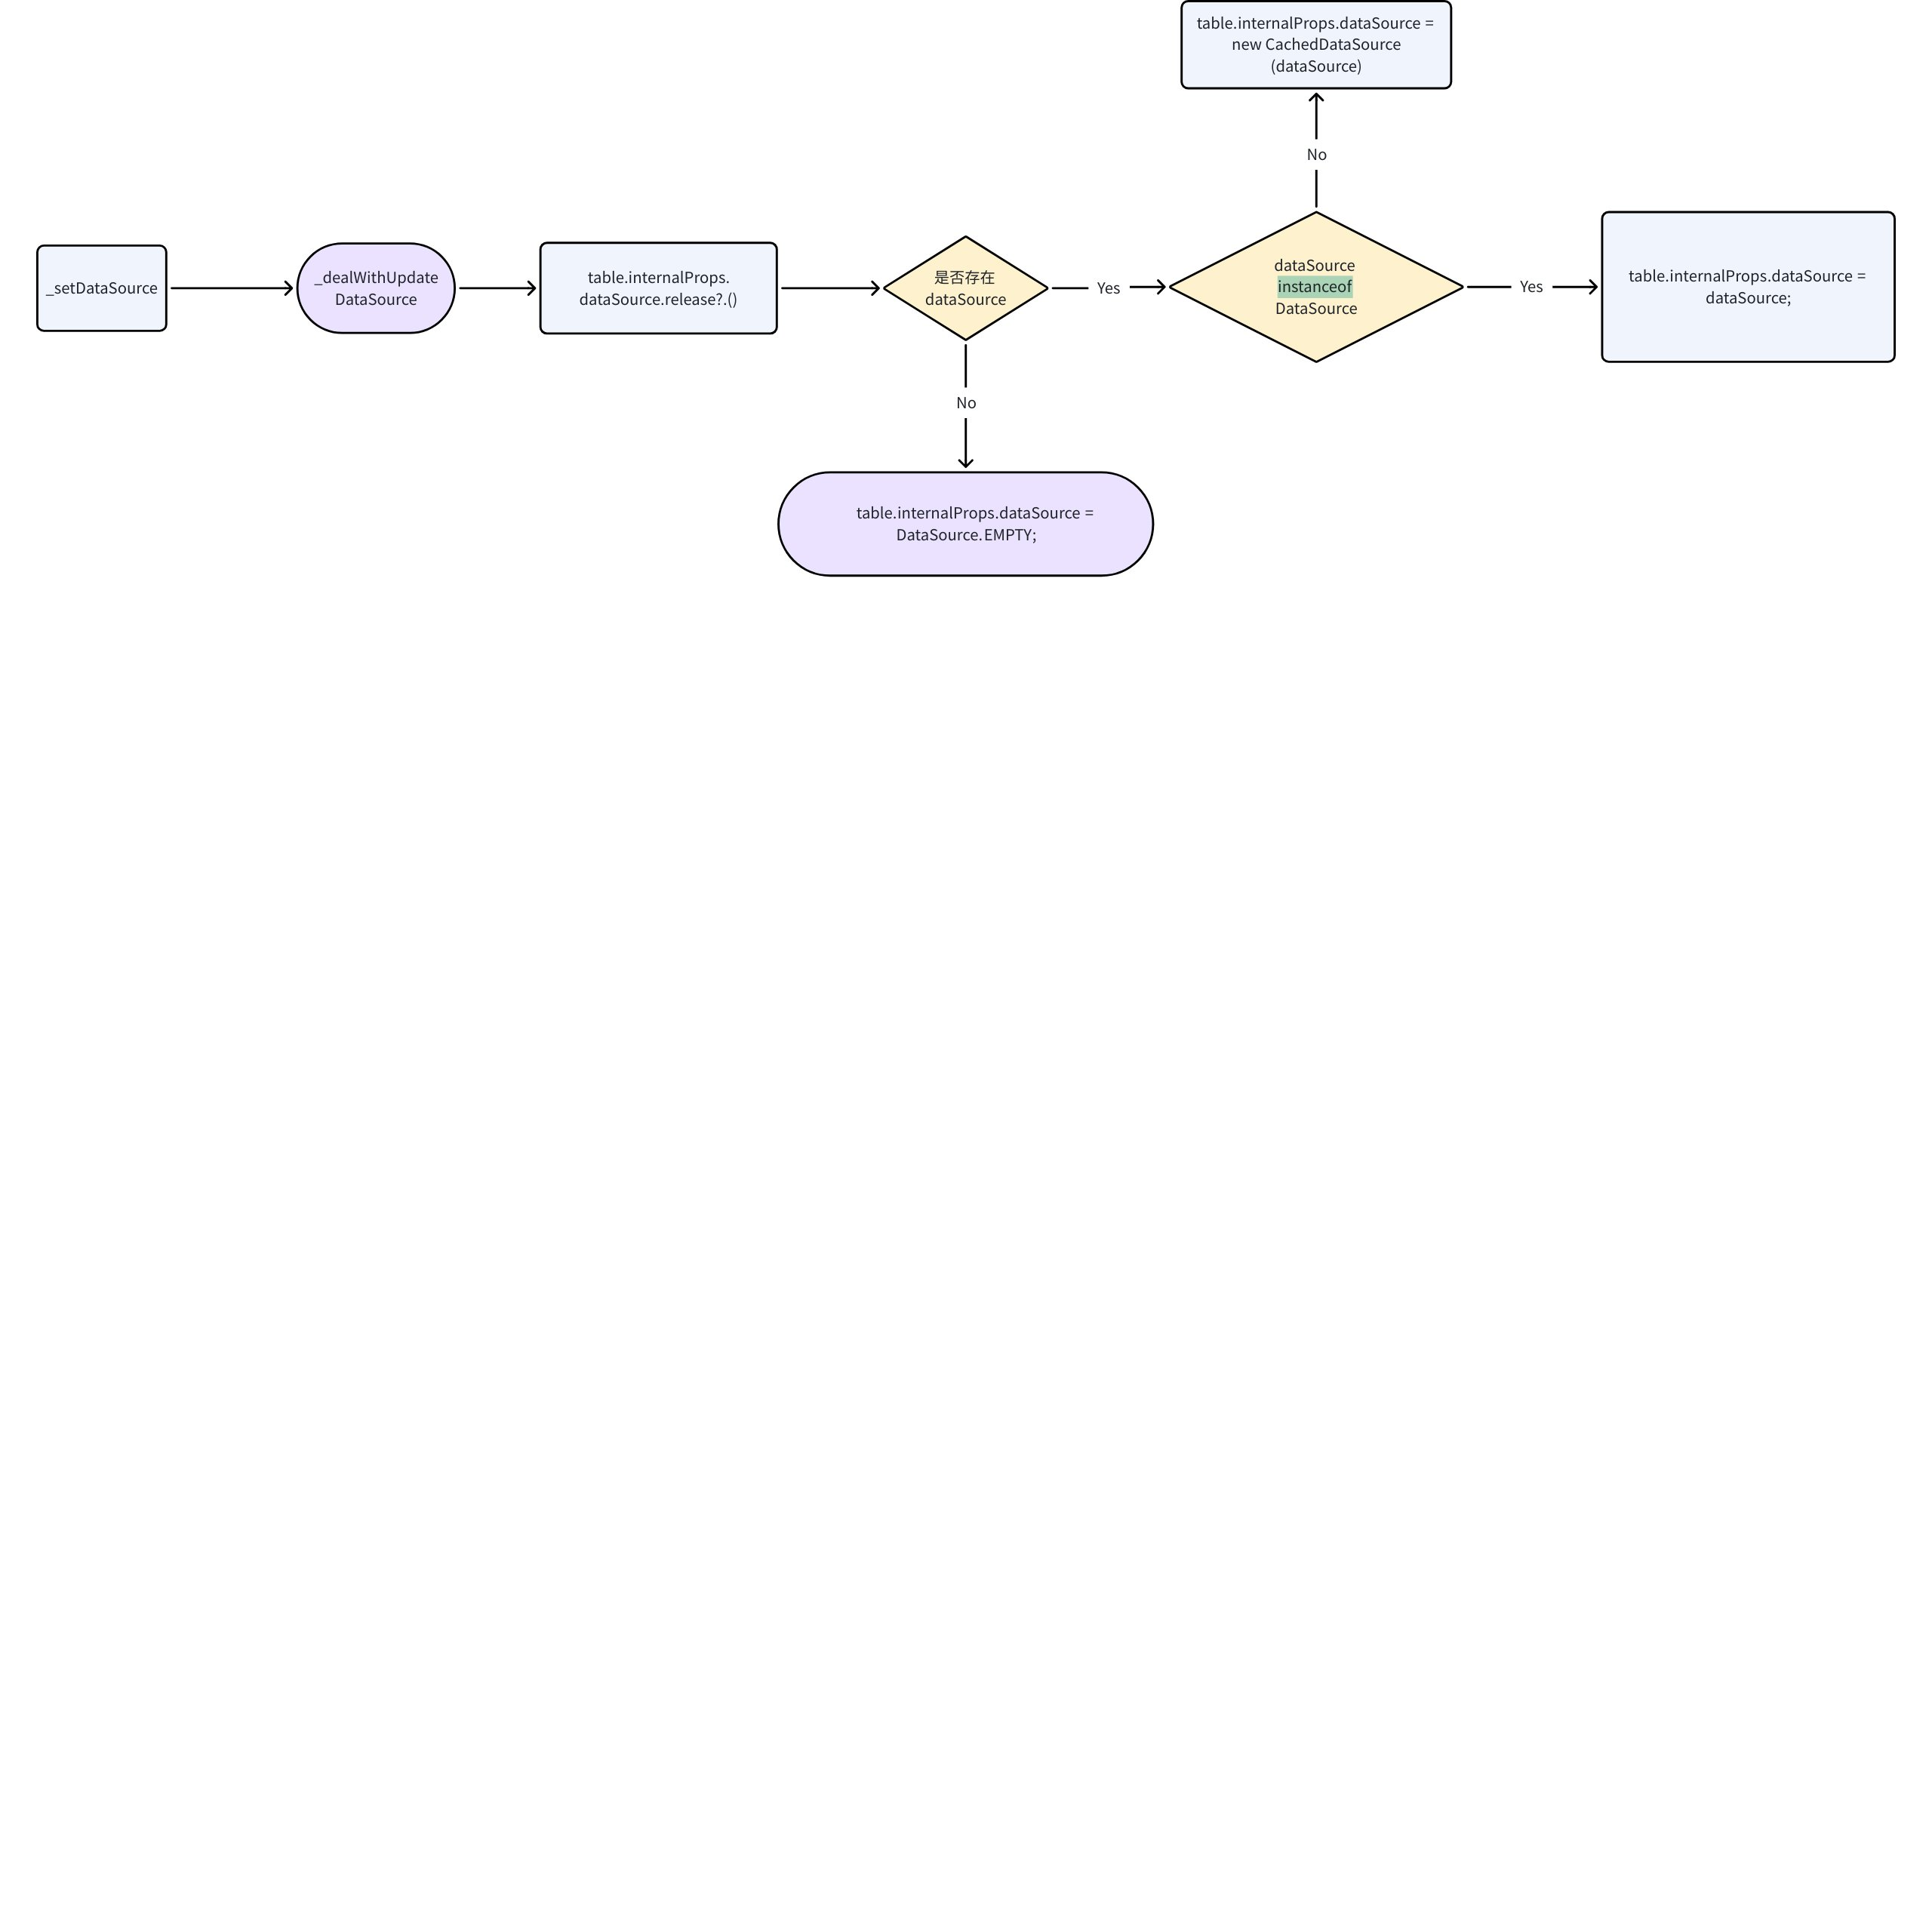 table.internalProps.dataSource =
new CachedDataSource
(dataSource)
No
_setDataSource
_dealWithUpdate
DataSource
table.internalProps.
dataSource.release?.()
是否存在
dataSource
Yes
dataSource
instanceof
DataSource
Yes
table.internalProps.dataSource =
dataSource;
No
table.internalProps.dataSource =
DataSource.EMPTY;